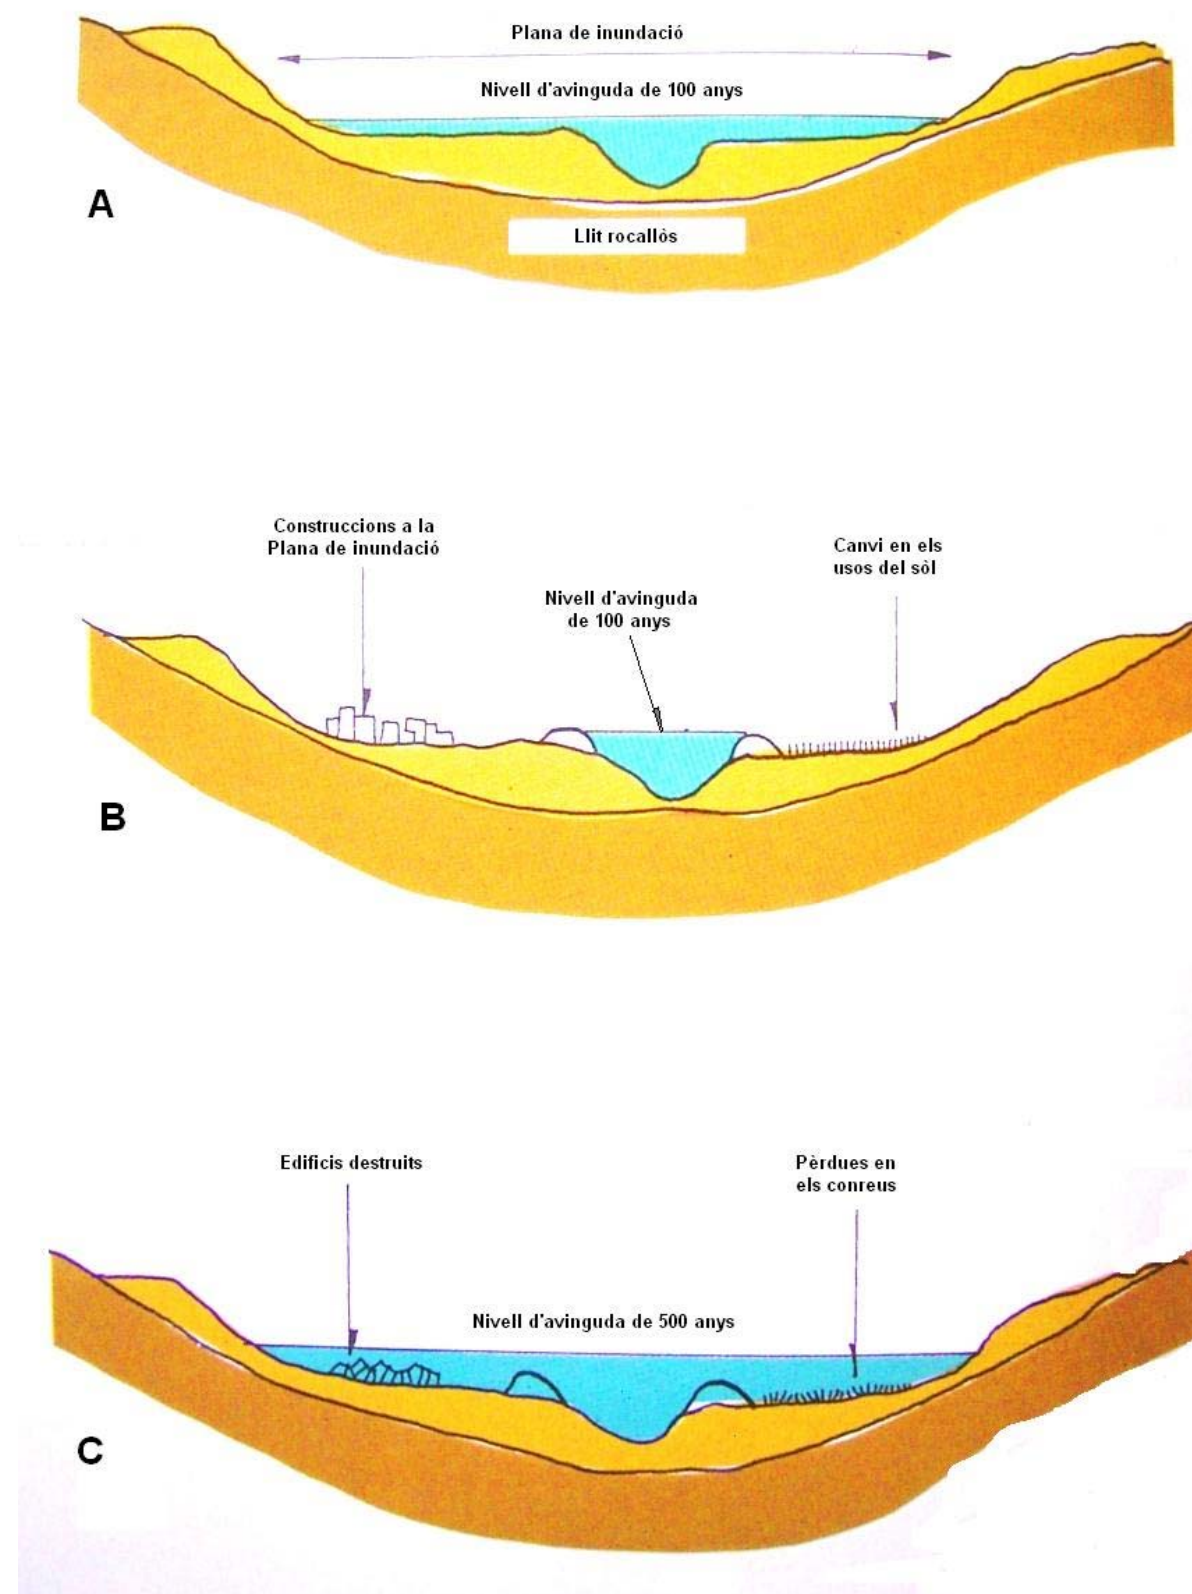 Plana de inundació
Nivell d'avinguda de 100 anys
A
Llit rocallòs
Construccions a la
Plana de inundació
Canvi en els
usos del sòl
Nivell d'avinguda
de 100 anys
B
Edificis destruits
Pèrdues en
els conreus
Nivell d'avinguda de 500 anys
C